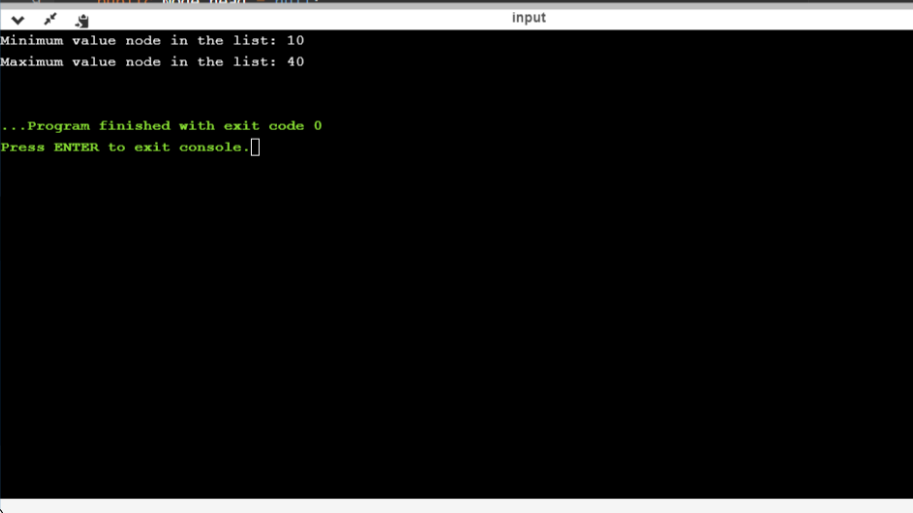 input
Minimum value node in the list: 10
Maximum value node in the list: 40
...Program finished with exit code 0
Press ENTER to exit console.